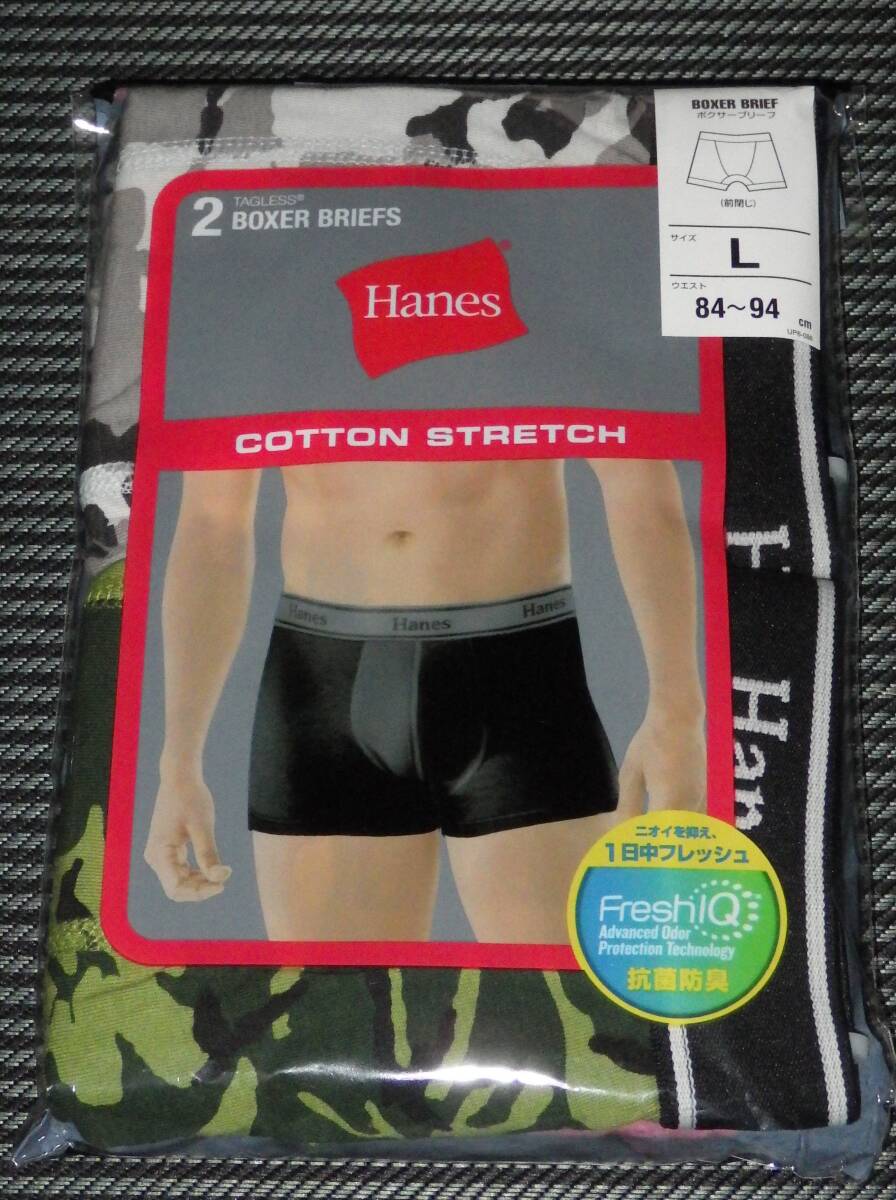 BOXER BRIEF
ボクサーブリーフ
(前閉じ)
サイズ
L
ウエスト
84～94
cm
2 TAGLESS®
BOXER BRIEFS
Hanes®
COTTON STRETCH
Hanes Hanes Hanes
H
Han
ニオイを抑え、
1日中フレッシュ
FreshIQ
Advanced Odor
Protection Technology
抗菌防臭